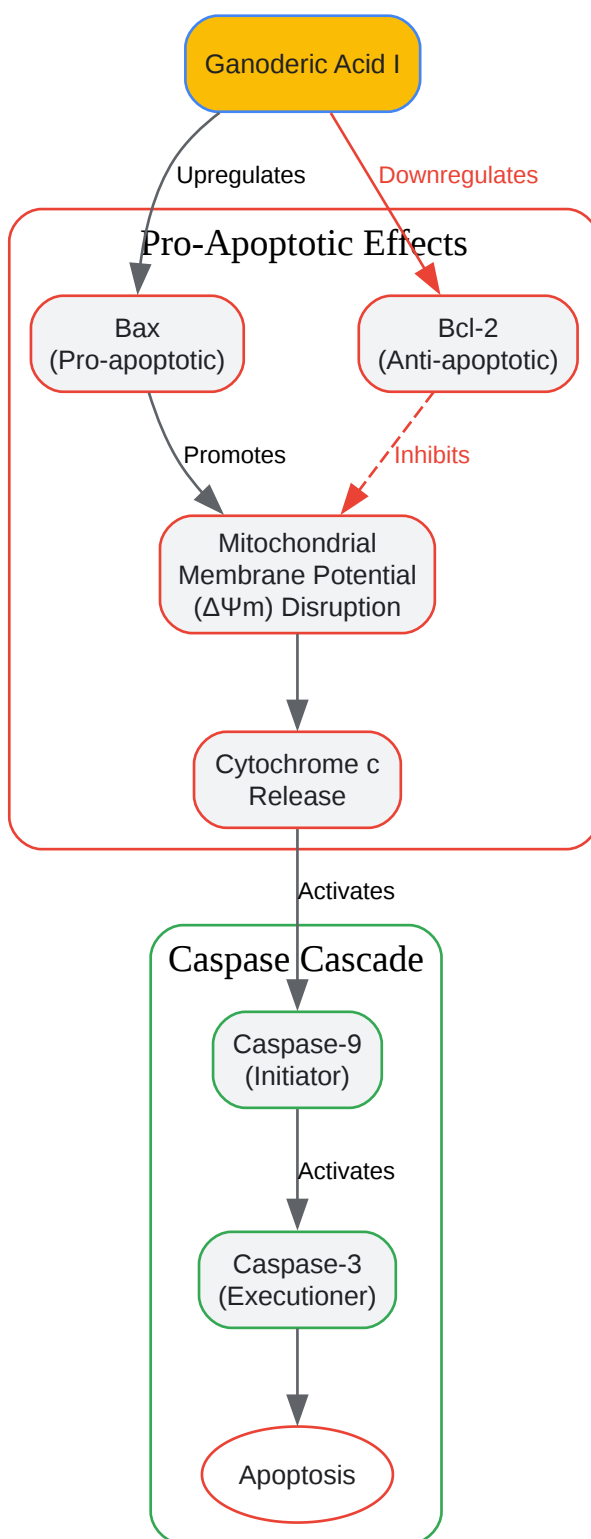 Ganoderic Acid I
Upregulates
Downregulates
Pro-Apoptotic Effects
Bax
(Pro-apoptotic)
Bcl-2
(Anti-apoptotic)
Promotes
Inhibits
Mitochondrial
Membrane Potential
(ΔΨm) Disruption
Cytochrome c
Release
Activates
Caspase Cascade
Caspase-9
(Initiator)
Activates
Caspase-3
(Executioner)
Apoptosis